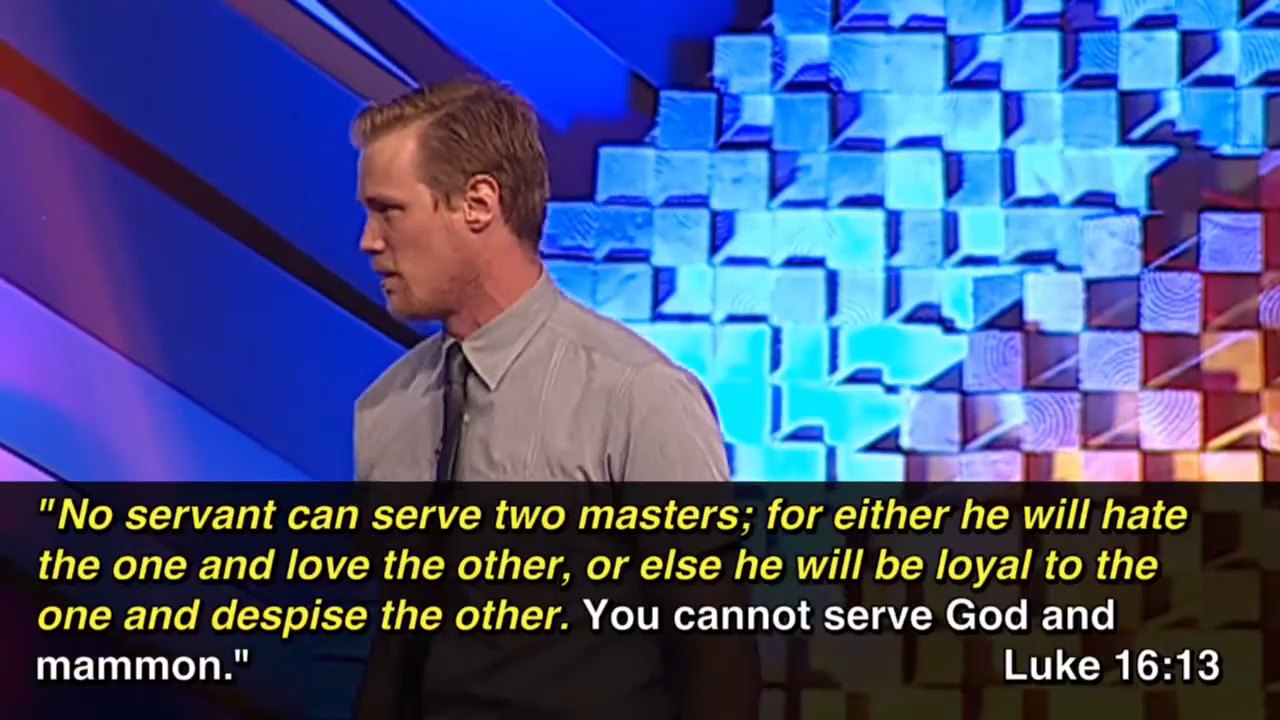 "No servant can serve two masters; for either he will hate
the one and love the other, or else he will be loyal to the
one and despise the other. You cannot serve God and
mammon." Luke 16:13